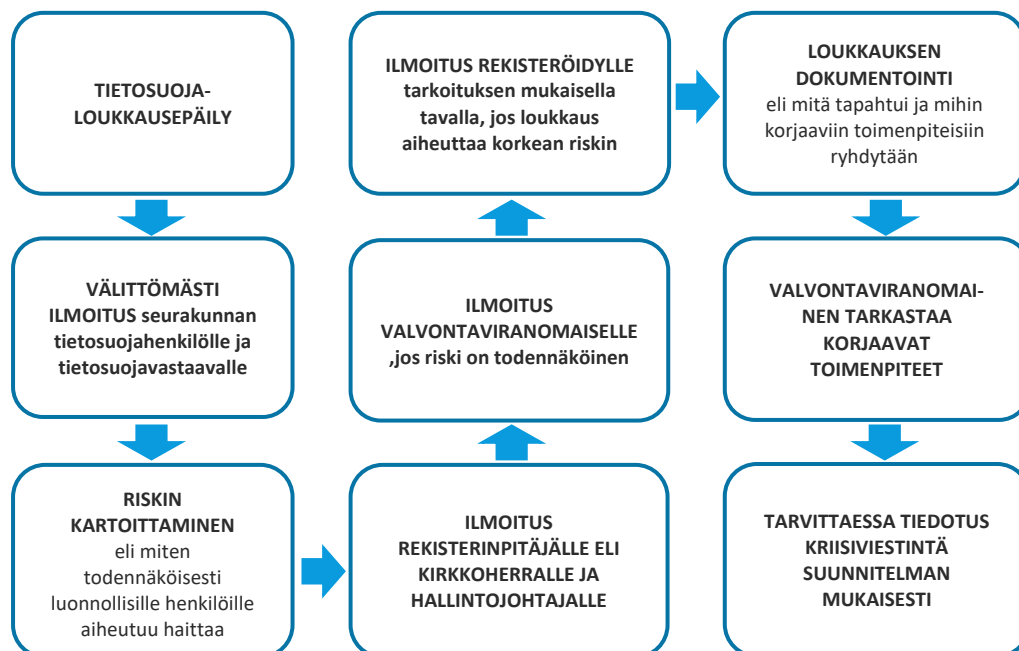 TIETOSUOJA-
LOUKKAUSEPÄILY
VÄLITTÖMÄSTI
ILMOITUS seurakunnan
tietosuojahenkilölle ja
tietosuojavastaavalle
RISKIN
KARTOITTAMINEN
eli miten
todennäköisesti
luonnollisille henkilöille
aiheutuu haittaa
ILMOITUS
REKISTERINPITÄJÄLLE ELI
KIRKKOHERRALLE JA
HALLINTOJOHTAJALLE
ILMOITUS
VALVONTAVIRANOMAISELLE
,jos riski on todennäköinen
ILMOITUS REKISTERÖIDYLLE
tarkoituksen mukaisella
tavalla, jos loukkaus
aiheuttaa korkean riskin
LOUKKAUKSEN
DOKUMENTOINTI
eli mitä tapahtui ja mihin
korjaaviin toimenpiteisiin
ryhdytään
VALVONTAVIRANOMAI-
NEN TARKASTAA
KORJAAVAT
TOIMENPITEET
TARVITTAESSA TIEDOTUS
KRIISIVIESTINTÄ
SUUNNITELMAN
MUKAISESTI